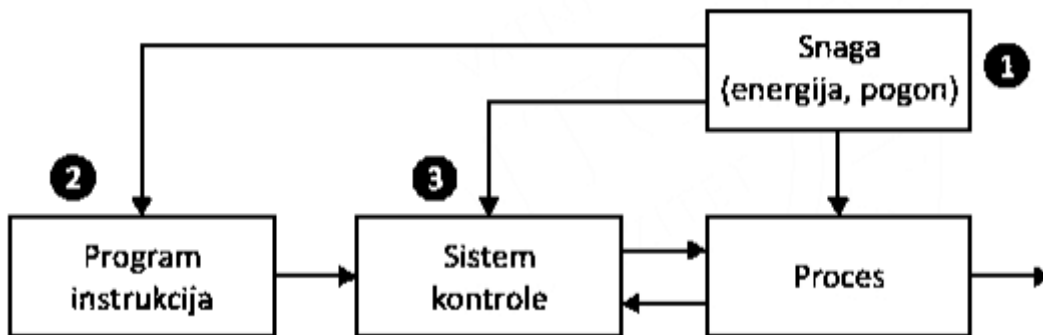 Snaga
(energija, pogon)
1
2
3
Program
instrukcija
Sistem
kontrole
Proces